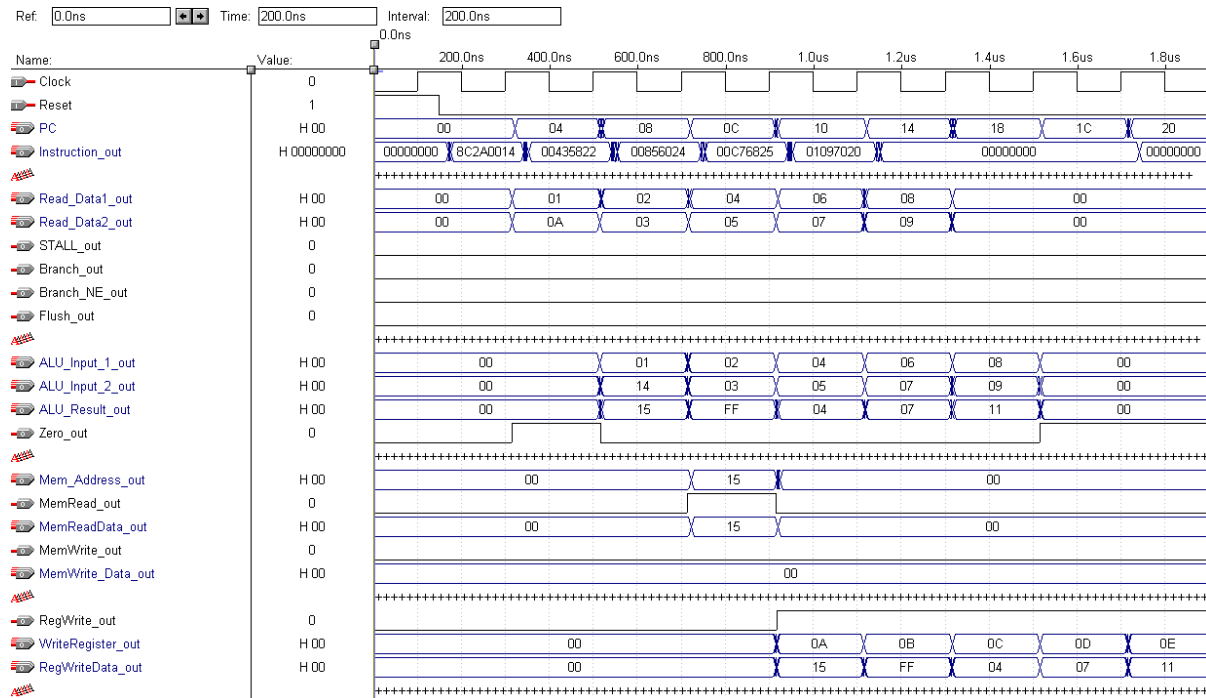 Ref: 0.0ns Time: 200.0ns Interval: 200.0ns
0.0ns
Name: Value: 200.0ns 400.0ns 600.0ns 800.0ns 1.0us 1.2us 1.4us 1.6us 1.8us
Clock 0
Reset 1
PC H 00 00 04 08 0C 10 14 18 1C 20
Instruction_out H 00000000 00000000 8C2A0014 00435822 00856024 00C76825 01097020 00000000 00000000
Read_Data1_out H 00 00 01 02 04 06 08 00
Read_Data2_out H 00 00 0A 03 05 07 09 00
STALL_out 0
Branch_out 0
Branch_NE_out 0
Flush_out 0
ALU_Input_1_out H 00 00 01 02 04 06 08 00
ALU_Input_2_out H 00 00 14 03 05 07 09 00
ALU_Result_out H 00 00 15 FF 04 07 11 00
Zero_out 0
Mem_Address_out H 00 00 15 00
MemRead_out 0
MemReadData_out H 00 00 15 00
MemWrite_out 0
MemWrite_Data_out H 00 00
RegWrite_out 0
WriteRegister_out H 00 00 0A 0B 0C 0D 0E
RegWriteData_out H 00 00 15 FF 04 07 11